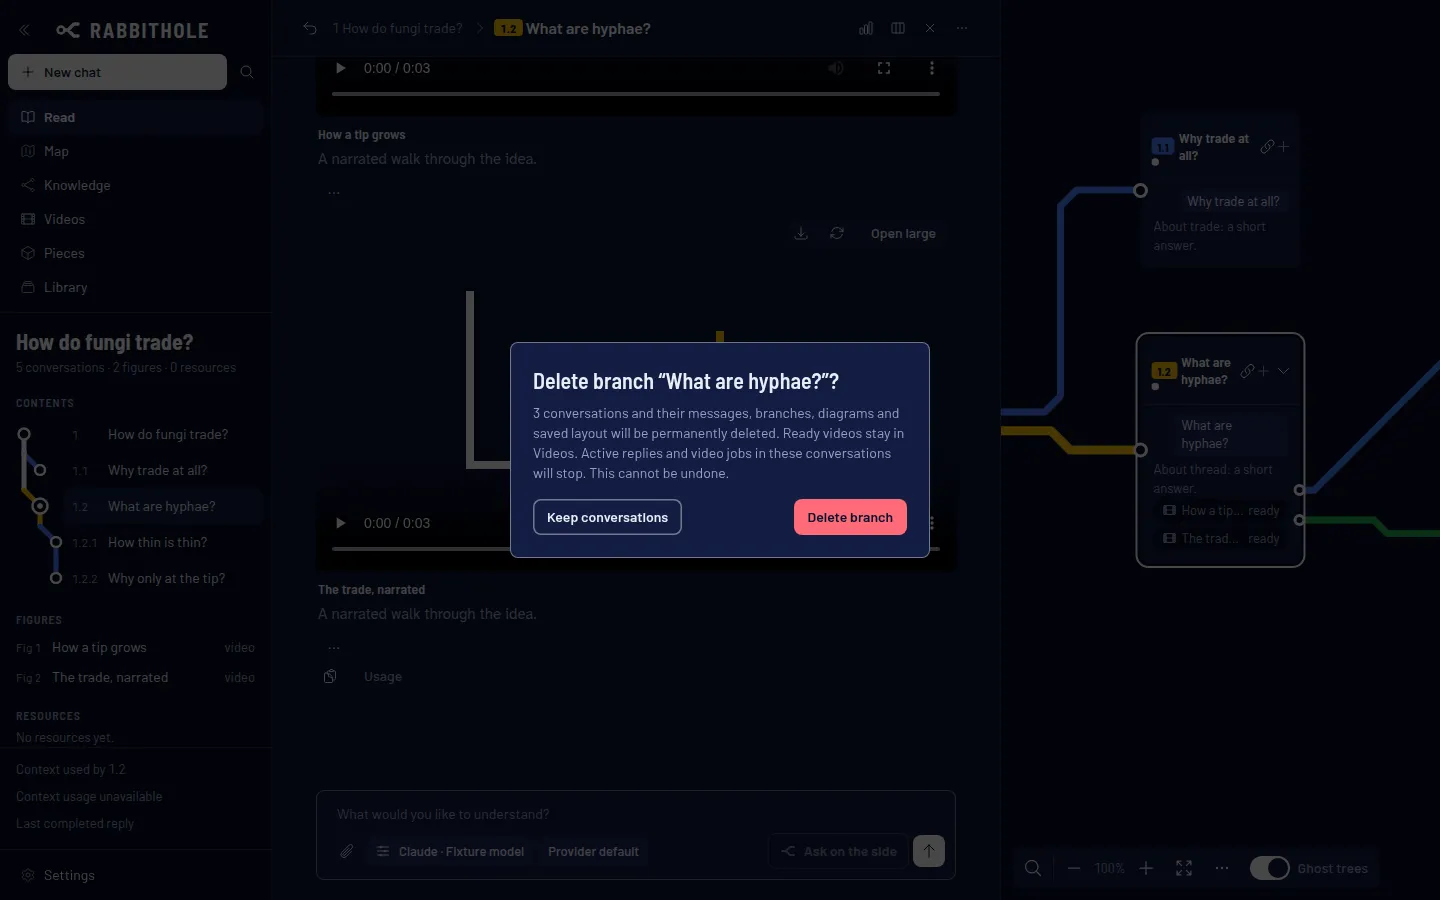 RABBITHOLE
New chat
Read
Map
Knowledge
Videos
Pieces
Library
How do fungi trade?
5 conversations · 2 figures · 0 resources
CONTENTS
1 How do fungi trade?
1.1 Why trade at all?
1.2 What are hyphae?
1.2.1 How thin is thin?
1.2.2 Why only at the tip?
FIGURES
Fig 1 How a tip grows video
Fig 2 The trade, narrated video
RESOURCES
No resources yet.
Context used by 1.2
Context usage unavailable
Last completed reply
Settings
1 How do fungi trade? 1.2 What are hyphae?
0:00 / 0:03
How a tip grows
A narrated walk through the idea.
...
Open large
Delete branch “What are hyphae?”?
3 conversations and their messages, branches, diagrams and
saved layout will be permanently deleted. Ready videos stay in
Videos. Active replies and video jobs in these conversations
will stop. This cannot be undone.
Keep conversations
Delete branch
0:00 / 0:03
The trade, narrated
A narrated walk through the idea.
...
Usage
What would you like to understand?
Claude · Fixture model
Provider default
Ask on the side
1.1 Why trade at
all?
Why trade at all?
About trade: a short
answer.
1.2 What are
hyphae?
What are
hyphae?
About thread: a short
answer.
How a tip... ready
The trad... ready
100%
Ghost trees